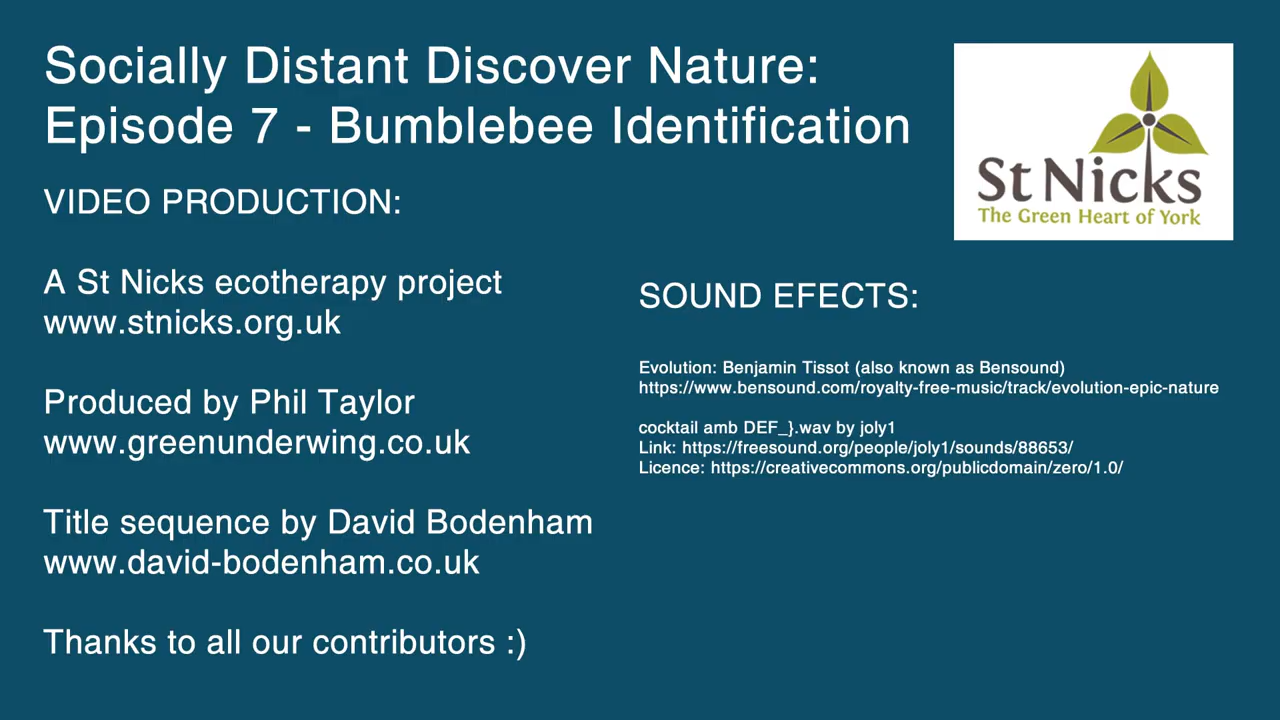 Socially Distant Discover Nature:
Episode 7 - Bumblebee Identification
St Nicks
The Green Heart of York
VIDEO PRODUCTION:
A St Nicks ecotherapy project
www.stnicks.org.uk
Produced by Phil Taylor
www.greenunderwing.co.uk
Title sequence by David Bodenham
www.david-bodenham.co.uk
Thanks to all our contributors :)
SOUND EFECTS:
Evolution: Benjamin Tissot (also known as Bensound)
https://www.bensound.com/royalty-free-music/track/evolution-epic-nature
cocktail amb DEF_}.wav by joly1
Link: https://freesound.org/people/joly1/sounds/88653/
Licence: https://creativecommons.org/publicdomain/zero/1.0/